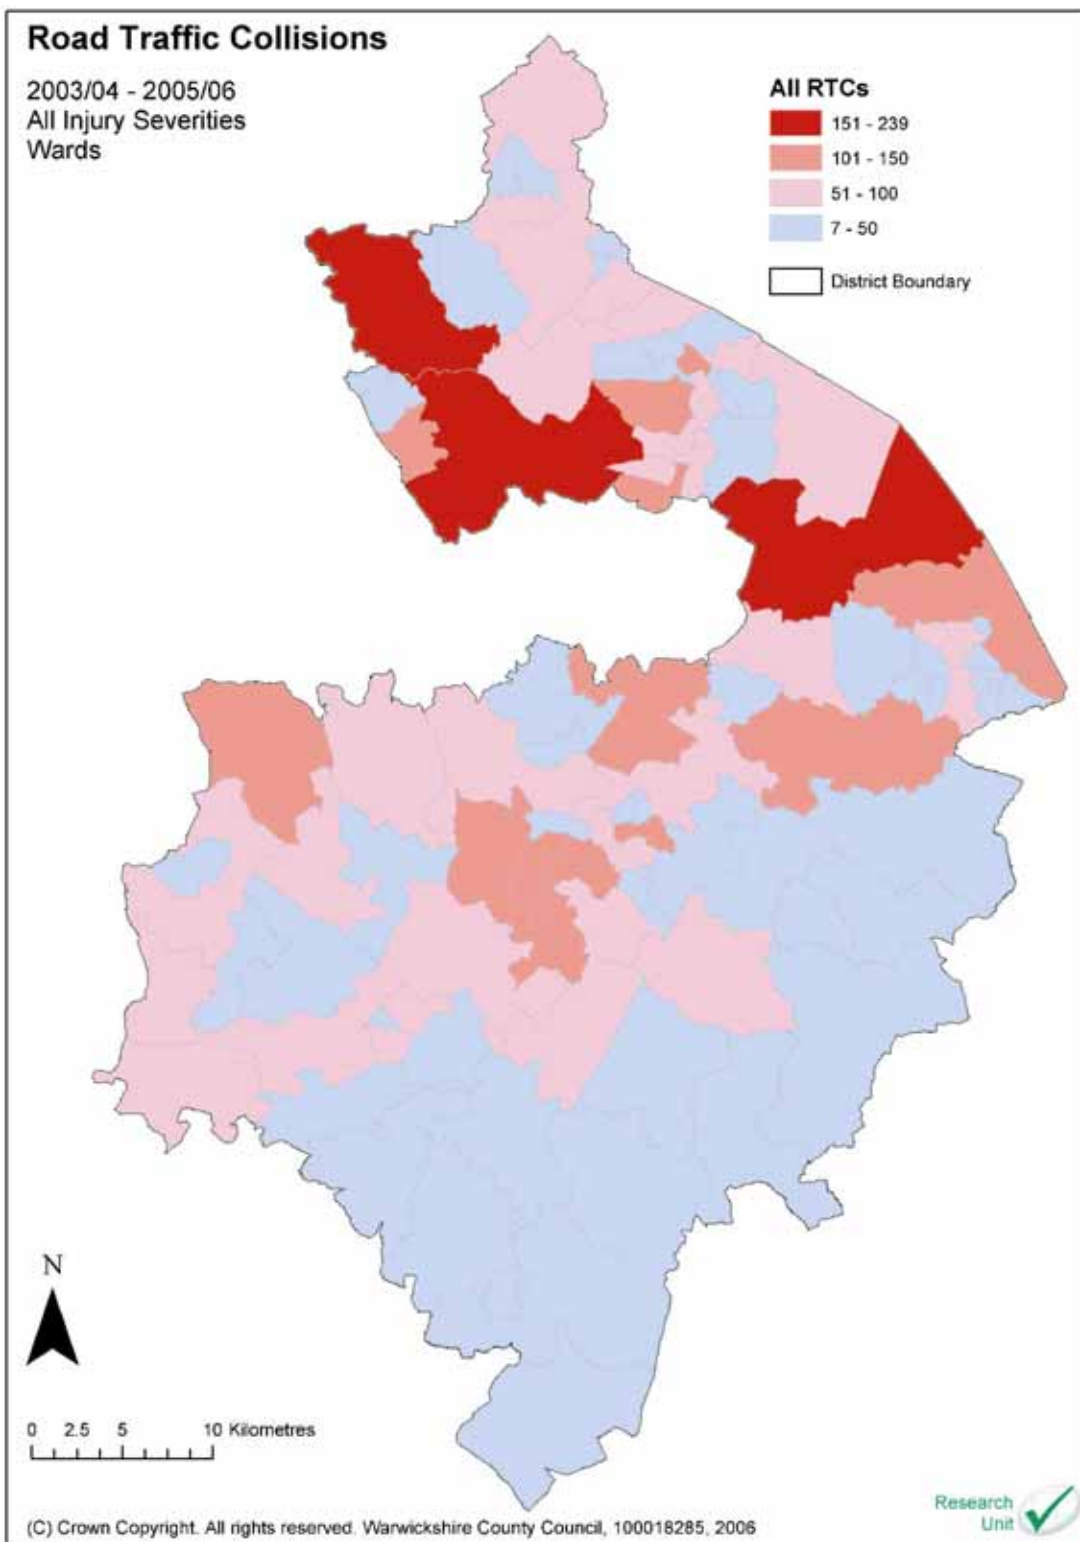 Road Traffic Collisions
2003/04 - 2005/06
All Injury Severities
Wards
All RTCs
151 - 239
101 - 150
51 - 100
7 - 50
District Boundary
N
0 2.5 5 10 Kilometres
Research
Unit
(C) Crown Copyright. All rights reserved. Warwickshire County Council, 100018285, 2006